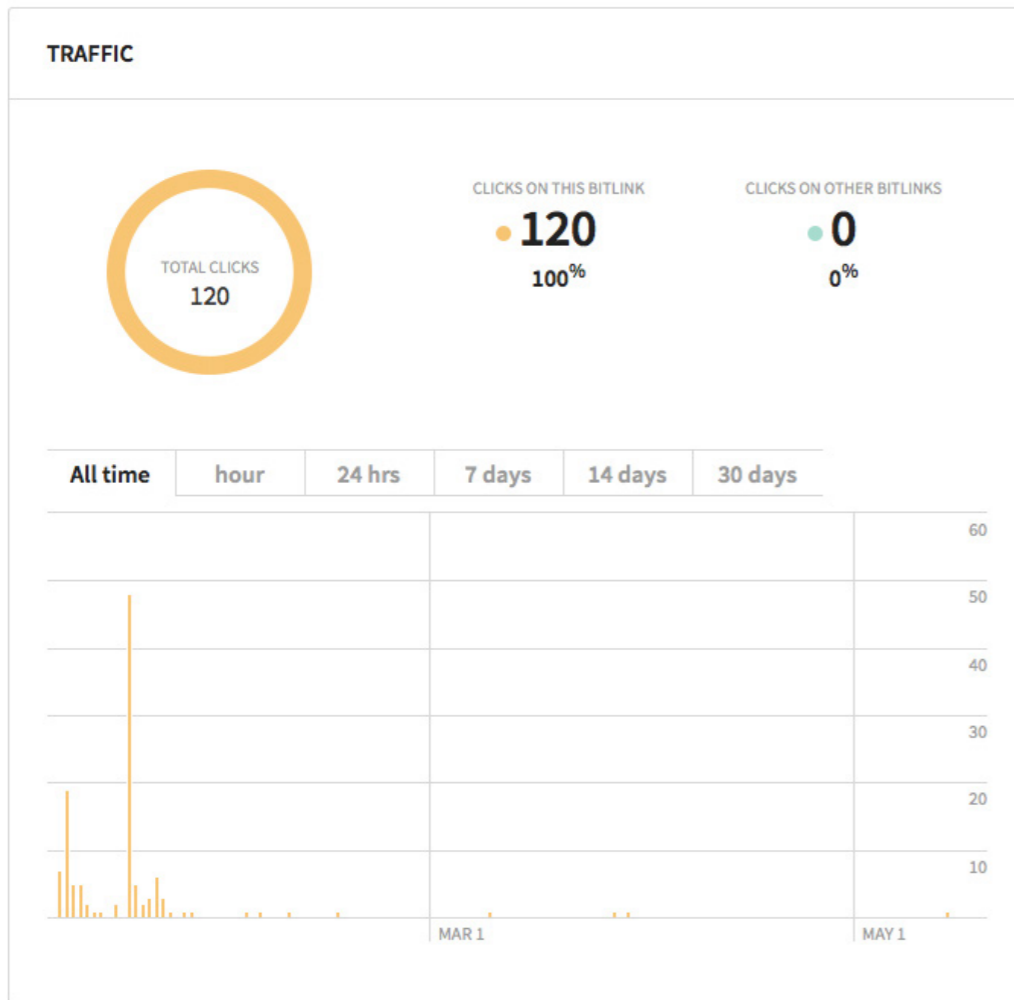 TRAFFIC
CLICKS ON THIS BITLINK
120
100%
CLICKS ON OTHER BITLINKS
0
0%
TOTAL CLICKS
120
All time
hour
24 hrs
7 days
14 days
30 days
60
50
40
30
20
10
MAR 1
MAY 1